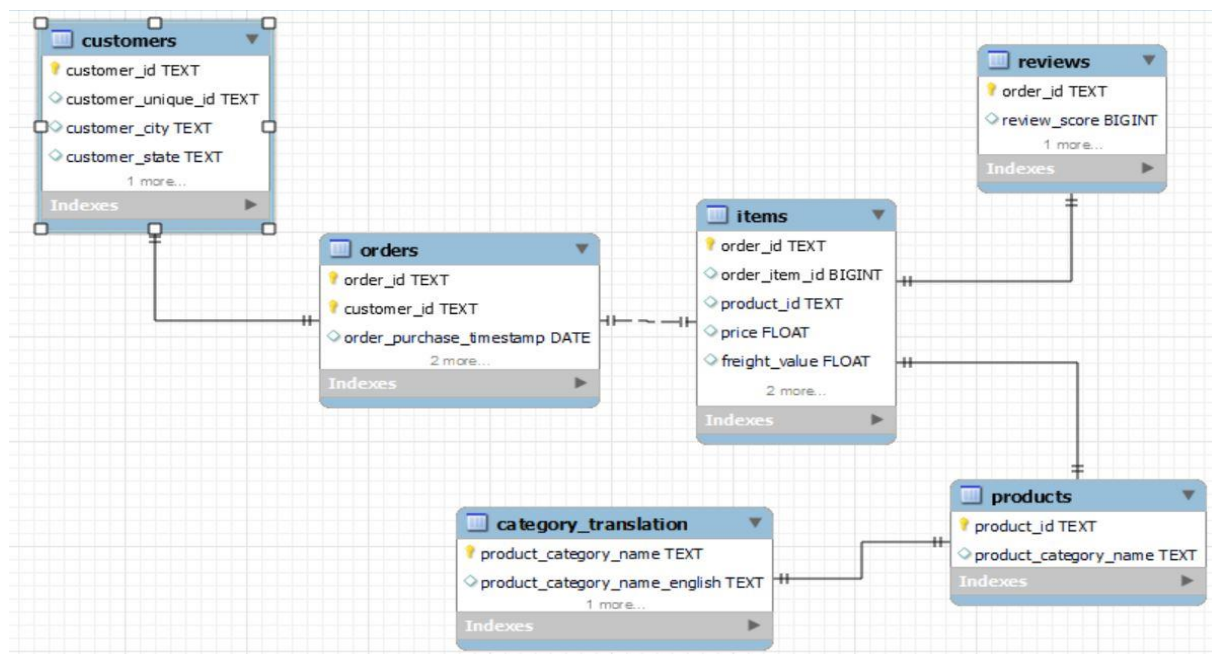 customers
customer_id TEXT
customer_unique_id TEXT
customer_city TEXT
customer_state TEXT
1 more...
Indexes
orders
order_id TEXT
customer_id TEXT
order_purchase_timestamp DATE
2 more...
Indexes
items
order_id TEXT
order_item_id BIGINT
product_id TEXT
price FLOAT
freight_value FLOAT
2 more...
Indexes
reviews
order_id TEXT
review_score BIGINT
1 more...
Indexes
category_translation
product_category_name TEXT
product_category_name_english TEXT
1 more...
Indexes
products
product_id TEXT
product_category_name TEXT
Indexes